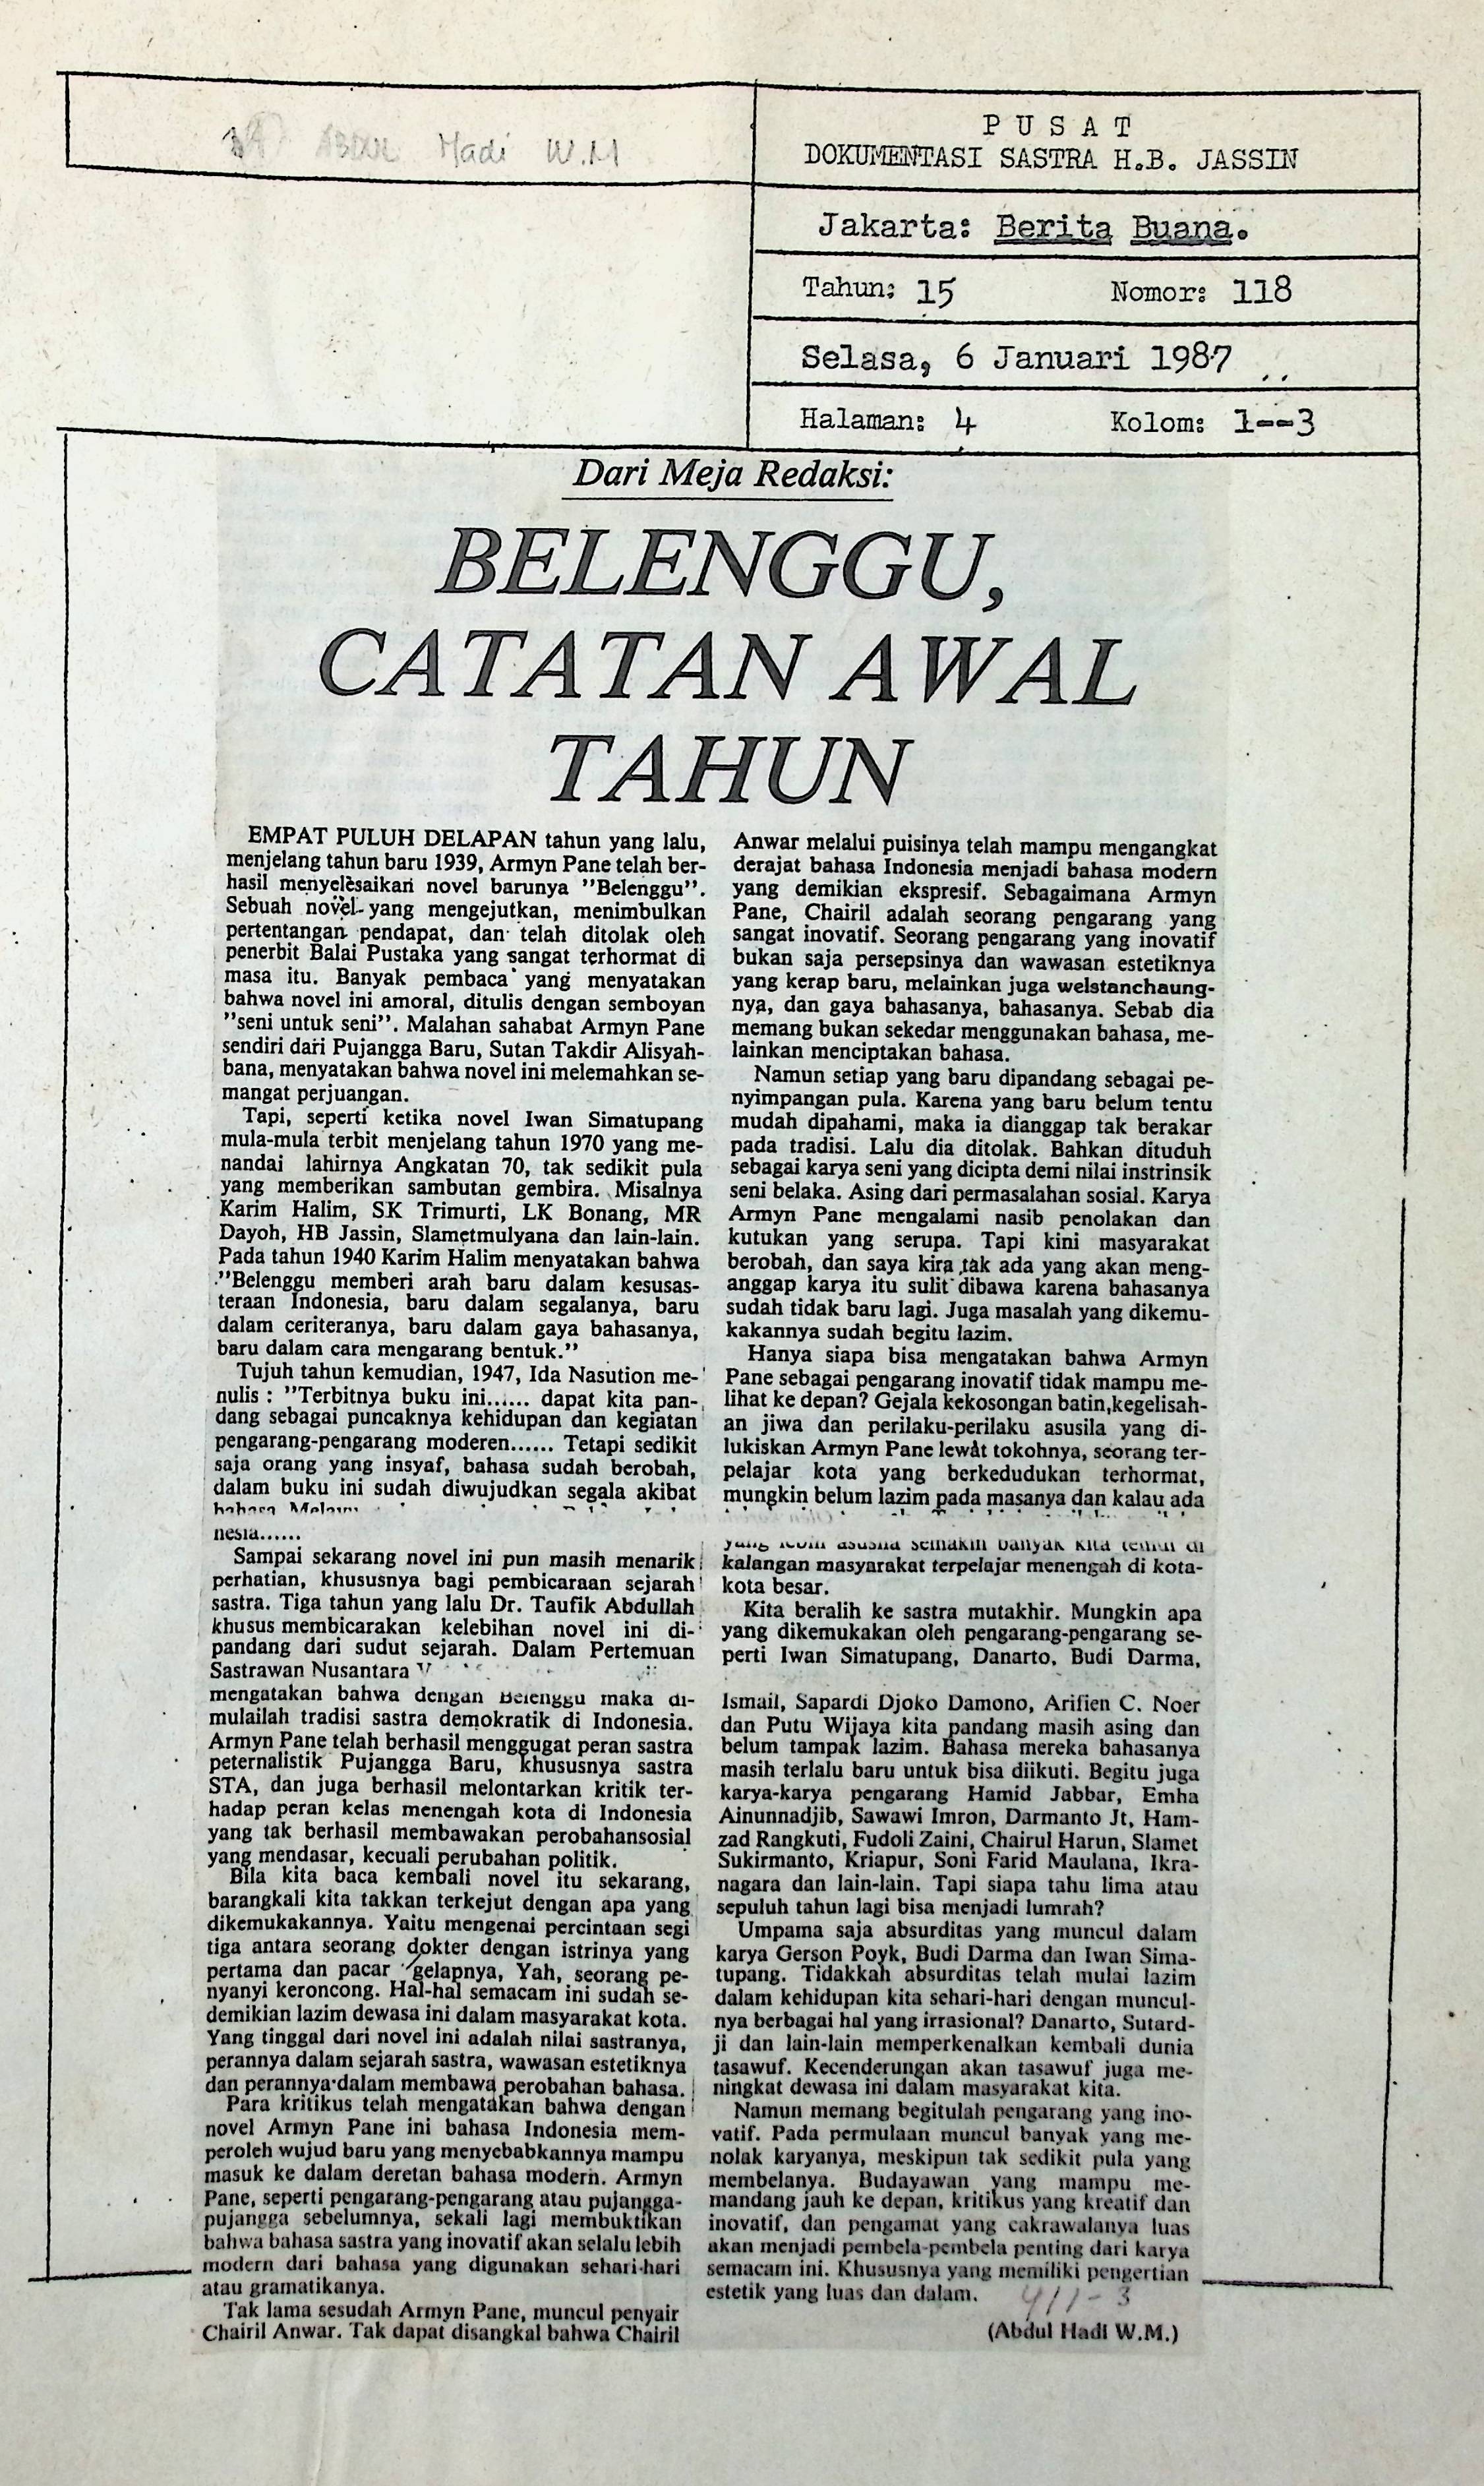 ABDUL Hadi W.M
PUSAT
DOKUMENTASI SASTRA H.B. JASSIN
Jakarta: Berita Buana.
Tahun: 15 Nomor: 118
Selasa, 6 Januari 1987
Halaman: 4 Kolom: 1--3
Dari Meja Redaksi:
BELENGGU,
CATATAN AWAL
TAHUN
EMPAT PULUH DELAPAN tahun yang lalu,
menjelang tahun baru 1939, Armyn Pane telah ber-
hasil menyelesaikan novel barunya "Belenggu".
Sebuah novel yang mengejutkan, menimbulkan
pertentangan pendapat, dan telah ditolak oleh
penerbit Balai Pustaka yang sangat terhormat di
masa itu. Banyak pembaca yang menyatakan
bahwa novel ini amoral, ditulis dengan semboyan
"seni untuk seni". Malahan sahabat Armyn Pane
sendiri dari Pujangga Baru, Sutan Takdir Alisyah-
bana, menyatakan bahwa novel ini melemahkan se-
mangat perjuangan.
Tapi, seperti ketika novel Iwan Simatupang
mula-mula terbit menjelang tahun 1970 yang me-
nandai lahirnya Angkatan 70, tak sedikit pula
yang memberikan sambutan gembira. Misalnya
Karim Halim, SK Trimurti, LK Bonang, MR
Dayoh, HB Jassin, Slametmulyana dan lain-lain.
Pada tahun 1940 Karim Halim menyatakan bahwa
"Belenggu memberi arah baru dalam kesusas-
teraan Indonesia, baru dalam segalanya, baru
dalam ceriteranya, baru dalam gaya bahasanya,
baru dalam cara mengarang bentuk."
Tujuh tahun kemudian, 1947, Ida Nasution me-
nulis : "Terbitnya buku ini...... dapat kita pan-
dang sebagai puncaknya kehidupan dan kegiatan
pengarang-pengarang moderen...... Tetapi sedikit
saja orang yang insyaf, bahasa sudah berobah,
dalam buku ini sudah diwujudkan segala akibat
bahasa Melayu
nesia......
Sampai sekarang novel ini pun masih menarik
perhatian, khususnya bagi pembicaraan sejarah
sastra. Tiga tahun yang lalu Dr. Taufik Abdullah
khusus membicarakan kelebihan novel ini di-
pandang dari sudut sejarah. Dalam Pertemuan
Sastrawan Nusantara
mengatakan bahwa dengan Belenggu maka di-
mulailah tradisi sastra demokratik di Indonesia.
Armyn Pane telah berhasil menggugat peran sastra
peternalistik Pujangga Baru, khususnya sastra
STA, dan juga berhasil melontarkan kritik ter-
hadap peran kelas menengah kota di Indonesia
yang tak berhasil membawakan perobahansosial
yang mendasar, kecuali perubahan politik.
Bila kita baca kembali novel itu sekarang,
barangkali kita takkan terkejut dengan apa yang
dikemukakannya. Yaitu mengenai percintaan segi
tiga antara seorang dokter dengan istrinya yang
pertama dan pacar gelapnya, Yah, seorang pe-
nyanyi keroncong. Hal-hal semacam ini sudah se-
demikian lazim dewasa ini dalam masyarakat kota.
Yang tinggal dari novel ini adalah nilai sastranya,
perannya dalam sejarah sastra, wawasan estetiknya
dan perannya dalam membawa perobahan bahasa.
Para kritikus telah mengatakan bahwa dengan
novel Armyn Pane ini bahasa Indonesia mem-
peroleh wujud baru yang menyebabkannya mampu
masuk ke dalam deretan bahasa modern. Armyn
Pane, seperti pengarang-pengarang atau pujangga-
pujangga sebelumnya, sekali lagi membuktikan
bahwa bahasa sastra yang inovatif akan selalu lebih
modern dari bahasa yang digunakan sehari-hari
atau gramatikanya.
Tak lama sesudah Armyn Pane, muncul penyair
Chairil Anwar. Tak dapat disangkal bahwa Chairil
Anwar melalui puisinya telah mampu mengangkat
derajat bahasa Indonesia menjadi bahasa modern
yang demikian ekspresif. Sebagaimana Armyn
Pane, Chairil adalah seorang pengarang yang
sangat inovatif. Seorang pengarang yang inovatif
bukan saja persepsinya dan wawasan estetiknya
yang kerap baru, melainkan juga welstanchaung-
nya, dan gaya bahasanya, bahasanya. Sebab dia
memang bukan sekedar menggunakan bahasa, me-
lainkan menciptakan bahasa.
Namun setiap yang baru dipandang sebagai pe-
nyimpangan pula. Karena yang baru belum tentu
mudah dipahami, maka ia dianggap tak berakar
pada tradisi. Lalu dia ditolak. Bahkan dituduh
sebagai karya seni yang dicipta demi nilai instrinsik
seni belaka. Asing dari permasalahan sosial. Karya
Armyn Pane mengalami nasib penolakan dan
kutukan yang serupa. Tapi kini masyarakat
berobah, dan saya kira tak ada yang akan meng-
anggap karya itu sulit dibawa karena bahasanya
sudah tidak baru lagi. Juga masalah yang dikemu-
kakannya sudah begitu lazim.
Hanya siapa bisa mengatakan bahwa Armyn
Pane sebagai pengarang inovatif tidak mampu me-
lihat ke depan? Gejala kekosongan batin,kegelisah-
an jiwa dan perilaku-perilaku asusila yang di-
lukiskan Armyn Pane lewat tokohnya, seorang ter-
pelajar kota yang berkedudukan terhormat,
mungkin belum lazim pada masanya dan kalau ada
yang lebih asusila semakin banyak kita temui di
kalangan masyarakat terpelajar menengah di kota-
kota besar.
Kita beralih ke sastra mutakhir. Mungkin apa
yang dikemukakan oleh pengarang-pengarang se-
perti Iwan Simatupang, Danarto, Budi Darma,
Ismail, Sapardi Djoko Damono, Arifien C. Noer
dan Putu Wijaya kita pandang masih asing dan
belum tampak lazim. Bahasa mereka bahasanya
masih terlalu baru untuk bisa diikuti. Begitu juga
karya-karya pengarang Hamid Jabbar, Emha
Ainunnadjib, Sawawi Imron, Darmanto Jt, Ham-
zad Rangkuti, Fudoli Zaini, Chairul Harun, Slamet
Sukirmanto, Kriapur, Soni Farid Maulana, Ikra-
nagara dan lain-lain. Tapi siapa tahu lima atau
sepuluh tahun lagi bisa menjadi lumrah?
Umpama saja absurditas yang muncul dalam
karya Gerson Poyk, Budi Darma dan Iwan Sima-
tupang. Tidakkah absurditas telah mulai lazim
dalam kehidupan kita sehari-hari dengan muncul-
nya berbagai hal yang irrasional? Danarto, Sutard-
ji dan lain-lain memperkenalkan kembali dunia
tasawuf. Kecenderungan akan tasawuf juga me-
ningkat dewasa ini dalam masyarakat kita.
Namun memang begitulah pengarang yang ino-
vatif. Pada permulaan muncul banyak yang me-
nolak karyanya, meskipun tak sedikit pula yang
membelanya. Budayawan yang mampu me-
mandang jauh ke depan, kritikus yang kreatif dan
inovatif, dan pengamat yang cakrawalanya luas
akan menjadi pembela-pembela penting dari karya
semacam ini. Khususnya yang memiliki pengertian
estetik yang luas dan dalam.
(Abdul Hadi W.M.)